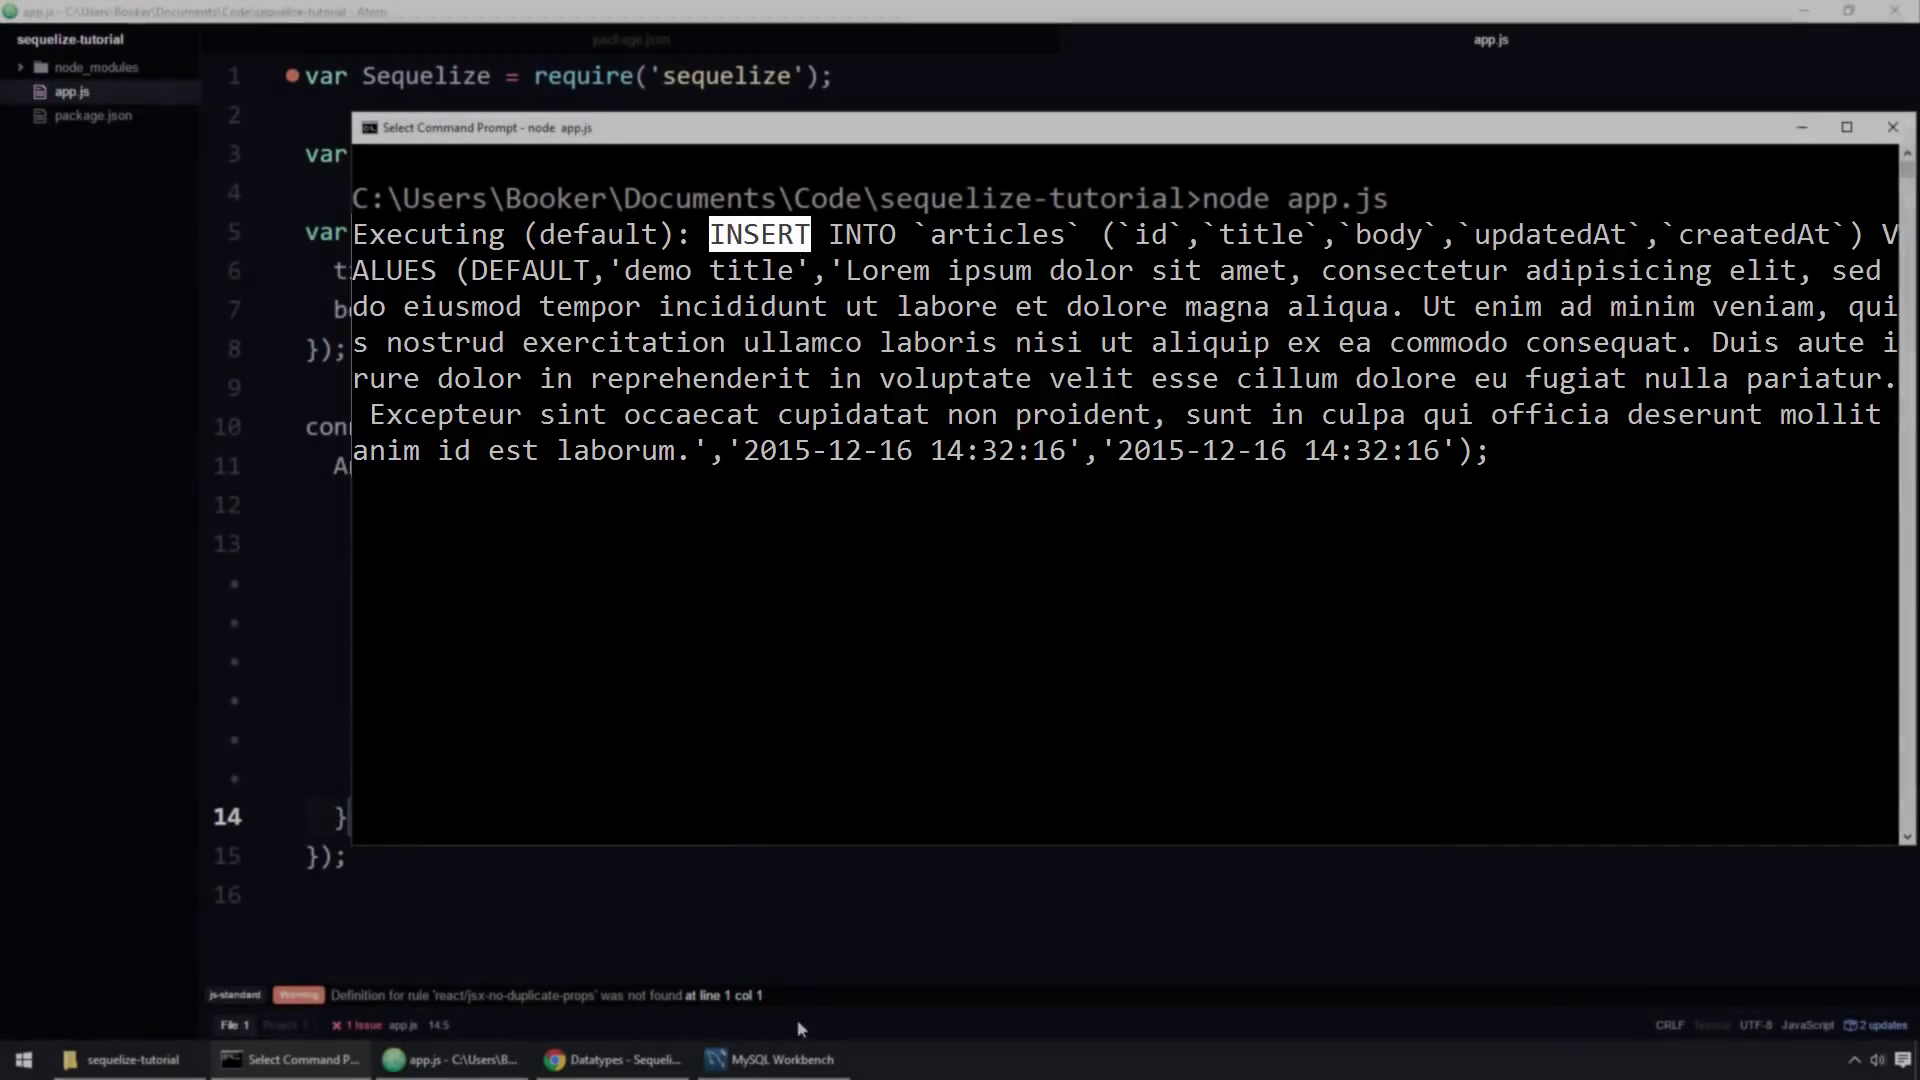 app.js - C:\Users\Booker\Documents\Code\sequelize-tutorial - Atom
sequelize-tutorial
package.json
app.js
node_modules
app.js
package.json
1 var Sequelize = require('sequelize');
2
3 var
4
5 var
6 t
7 b
8 });
9
10 con
11 A
12
13
14 }
15 });
16
Select Command Prompt - node app.js
C:\Users\Booker\Documents\Code\sequelize-tutorial>node app.js
Executing (default): INSERT INTO `articles` (`id`,`title`,`body`,`updatedAt`,`createdAt`) V
ALUES (DEFAULT,'demo title','Lorem ipsum dolor sit amet, consectetur adipisicing elit, sed
do eiusmod tempor incididunt ut labore et dolore magna aliqua. Ut enim ad minim veniam, qui
s nostrud exercitation ullamco laboris nisi ut aliquip ex ea commodo consequat. Duis aute i
rure dolor in reprehenderit in voluptate velit esse cillum dolore eu fugiat nulla pariatur.
Excepteur sint occaecat cupidatat non proident, sunt in culpa qui officia deserunt mollit
anim id est laborum.','2015-12-16 14:32:16','2015-12-16 14:32:16');
js-standard Warning Definition for rule 'react/jsx-no-duplicate-props' was not found at line 1 col 1
File 1 Project 1 1 Issue app.js 14:5 CRLF UTF-8 JavaScript 2 updates
sequelize-tutorial Select Command P... app.js - C:\Users\B... Datatypes - Sequeli... MySQL Workbench